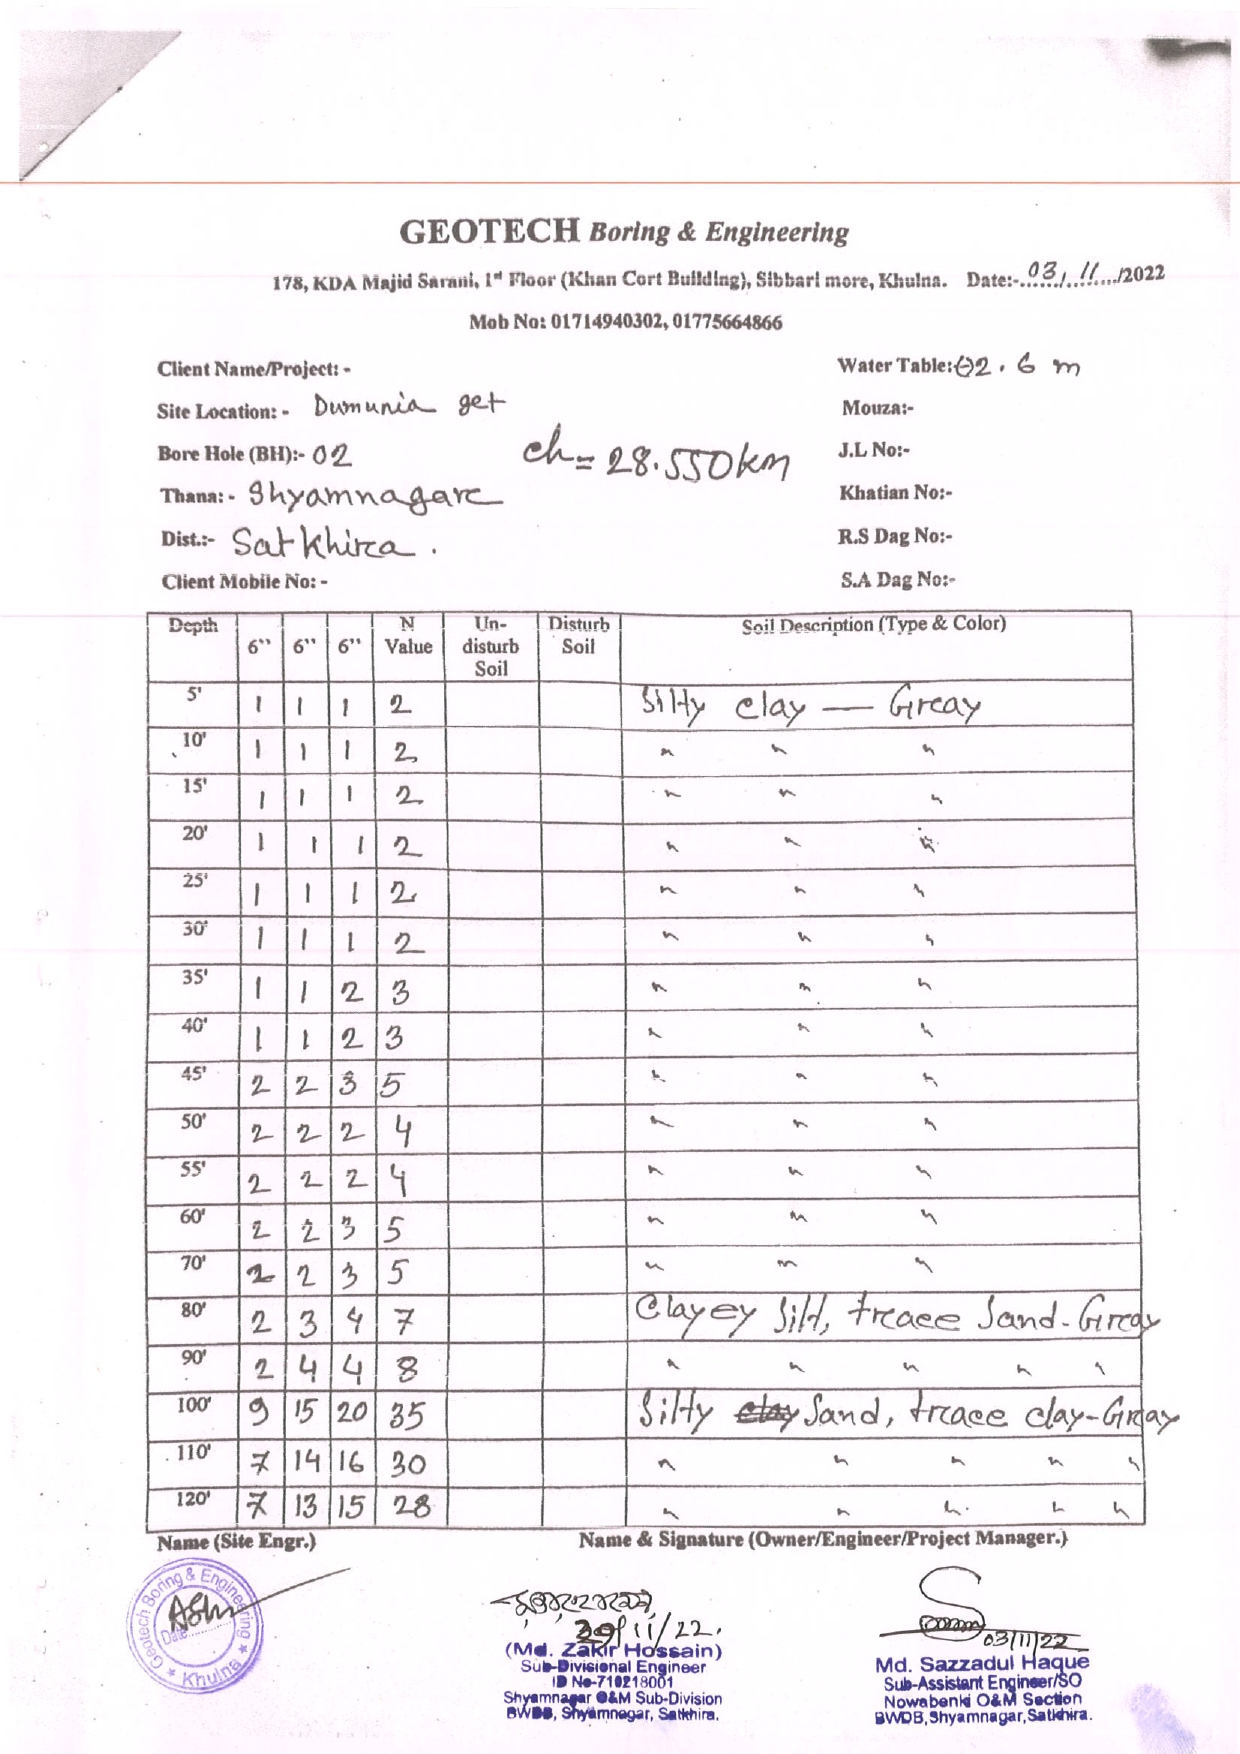 GEOTECH Boring & Engineering
178, KDA Majid Sarani, 1st Floor (Khan Cort Building), Sibbari more, Khulna. Date:-03/11/2022
Mob No: 01714940302, 01775664866
Client Name/Project: -
Water Table:(-)2.6 m
Site Location: - Dumunia get
Mouza:-
Bore Hole (BH):- 02
ch = 28.550km
J.L No:-
Thana: - Shyamnagar
Khatian No:-
Dist.:- Satkhira.
R.S Dag No:-
Client Mobile No: -
S.A Dag No:-
Depth 6'' 6'' 6'' N Value Un-disturb Soil Disturb Soil Soil Description (Type & Color)
5' 1 1 1 2 Silty clay — Gray
10' 1 1 1 2 " " "
15' 1 1 1 2 " " "
20' 1 1 1 2 " " "
25' 1 1 1 2 " " "
30' 1 1 1 2 " " "
35' 1 1 2 3 " " "
40' 1 1 2 3 " " "
45' 2 2 3 5 " " "
50' 2 2 2 4 " " "
55' 2 2 2 4 " " "
60' 2 2 3 5 " " "
70' 2 2 3 5 " " "
80' 2 3 4 7 Clayey Silt, trace Sand-Gray
90' 2 4 4 8 " " " " "
100' 9 15 20 35 Silty clay Sand, trace clay-Gray
110' 7 14 16 30 " " " " "
120' 7 13 15 28 " " " " "
Name (Site Engr.)
Name & Signature (Owner/Engineer/Project Manager.)
Geotech Boring & Engineering
Date
Khulna
/11/22.
(Md. Zakir Hossain)
Sub-Divisional Engineer
ID No-710218001
Shyamnagar O&M Sub-Division
BWDB, Shyamnagar, Satkhira.
03/11/22
Md. Sazzadul Haque
Sub-Assistant Engineer/SO
Nowabenki O&M Section
BWDB,Shyamnagar,Satkhira.